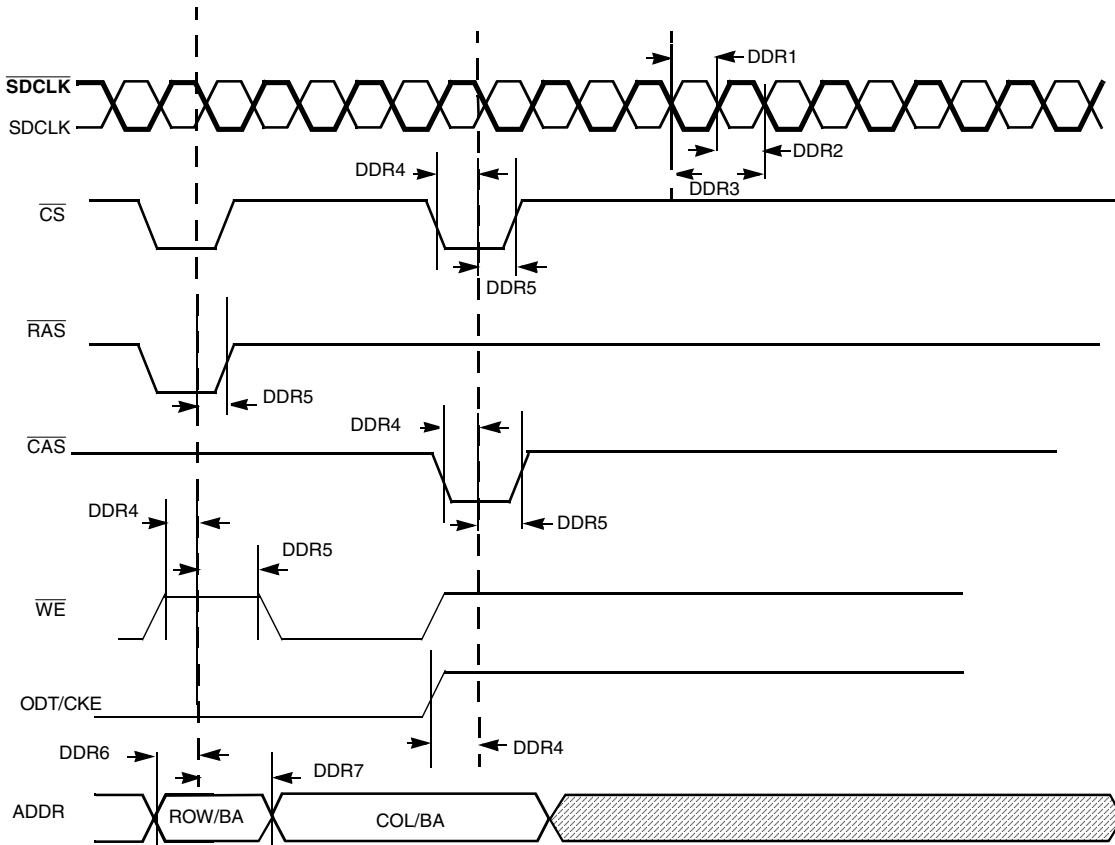 DDR1
SDCLK
SDCLK
DDR2
DDR4
DDR3
CS
DDR5
RAS
DDR5
DDR4
CAS
DDR4
DDR5
DDR5
WE
ODT/CKE
DDR4
DDR6
DDR7
ADDR
ROW/BA
COL/BA